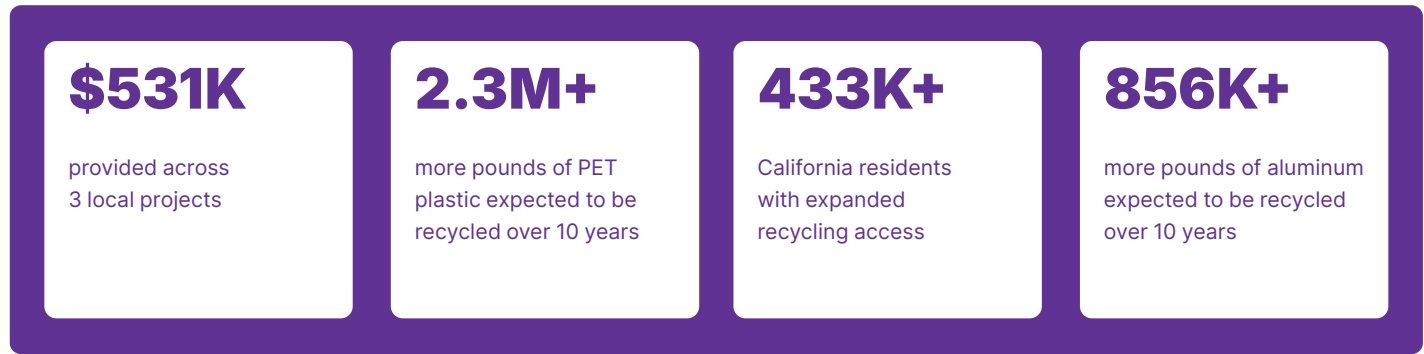 $531K
provided across
3 local projects
2.3M+
more pounds of PET
plastic expected to be
recycled over 10 years
433K+
California residents
with expanded
recycling access
856K+
more pounds of aluminum
expected to be recycled
over 10 years